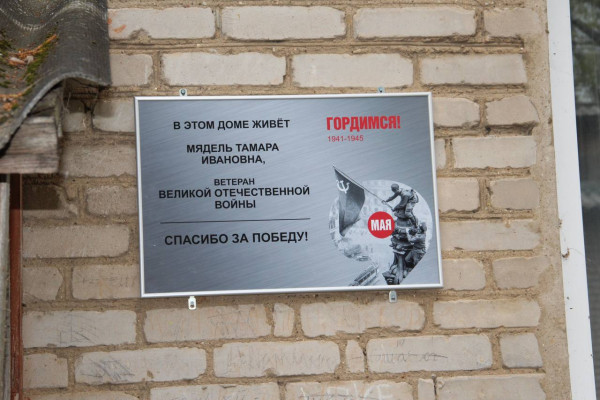 В ЭТОМ ДОМЕ ЖИВЁТ
МЯДЕЛЬ ТАМАРА
ИВАНОВНА,
ВЕТЕРАН
ВЕЛИКОЙ ОТЕЧЕСТВЕННОЙ
ВОЙНЫ
СПАСИБО ЗА ПОБЕДУ!
ГОРДИМСЯ!
1941-1945
МАЯ